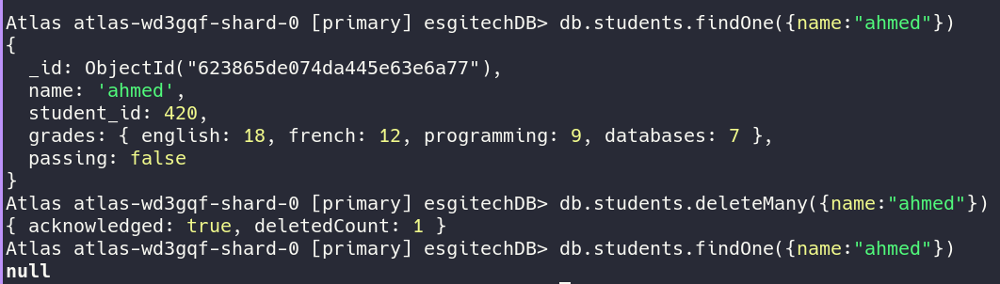 Atlas atlas-wd3gqf-shard-0 [primary] esgitechDB> db.students.findOne({name:"ahmed"})
{
  _id: ObjectId("623865de074da445e63e6a77"),
  name: 'ahmed',
  student_id: 420,
  grades: { english: 18, french: 12, programming: 9, databases: 7 },
  passing: false
}
Atlas atlas-wd3gqf-shard-0 [primary] esgitechDB> db.students.deleteMany({name:"ahmed"})
{ acknowledged: true, deletedCount: 1 }
Atlas atlas-wd3gqf-shard-0 [primary] esgitechDB> db.students.findOne({name:"ahmed"})
null